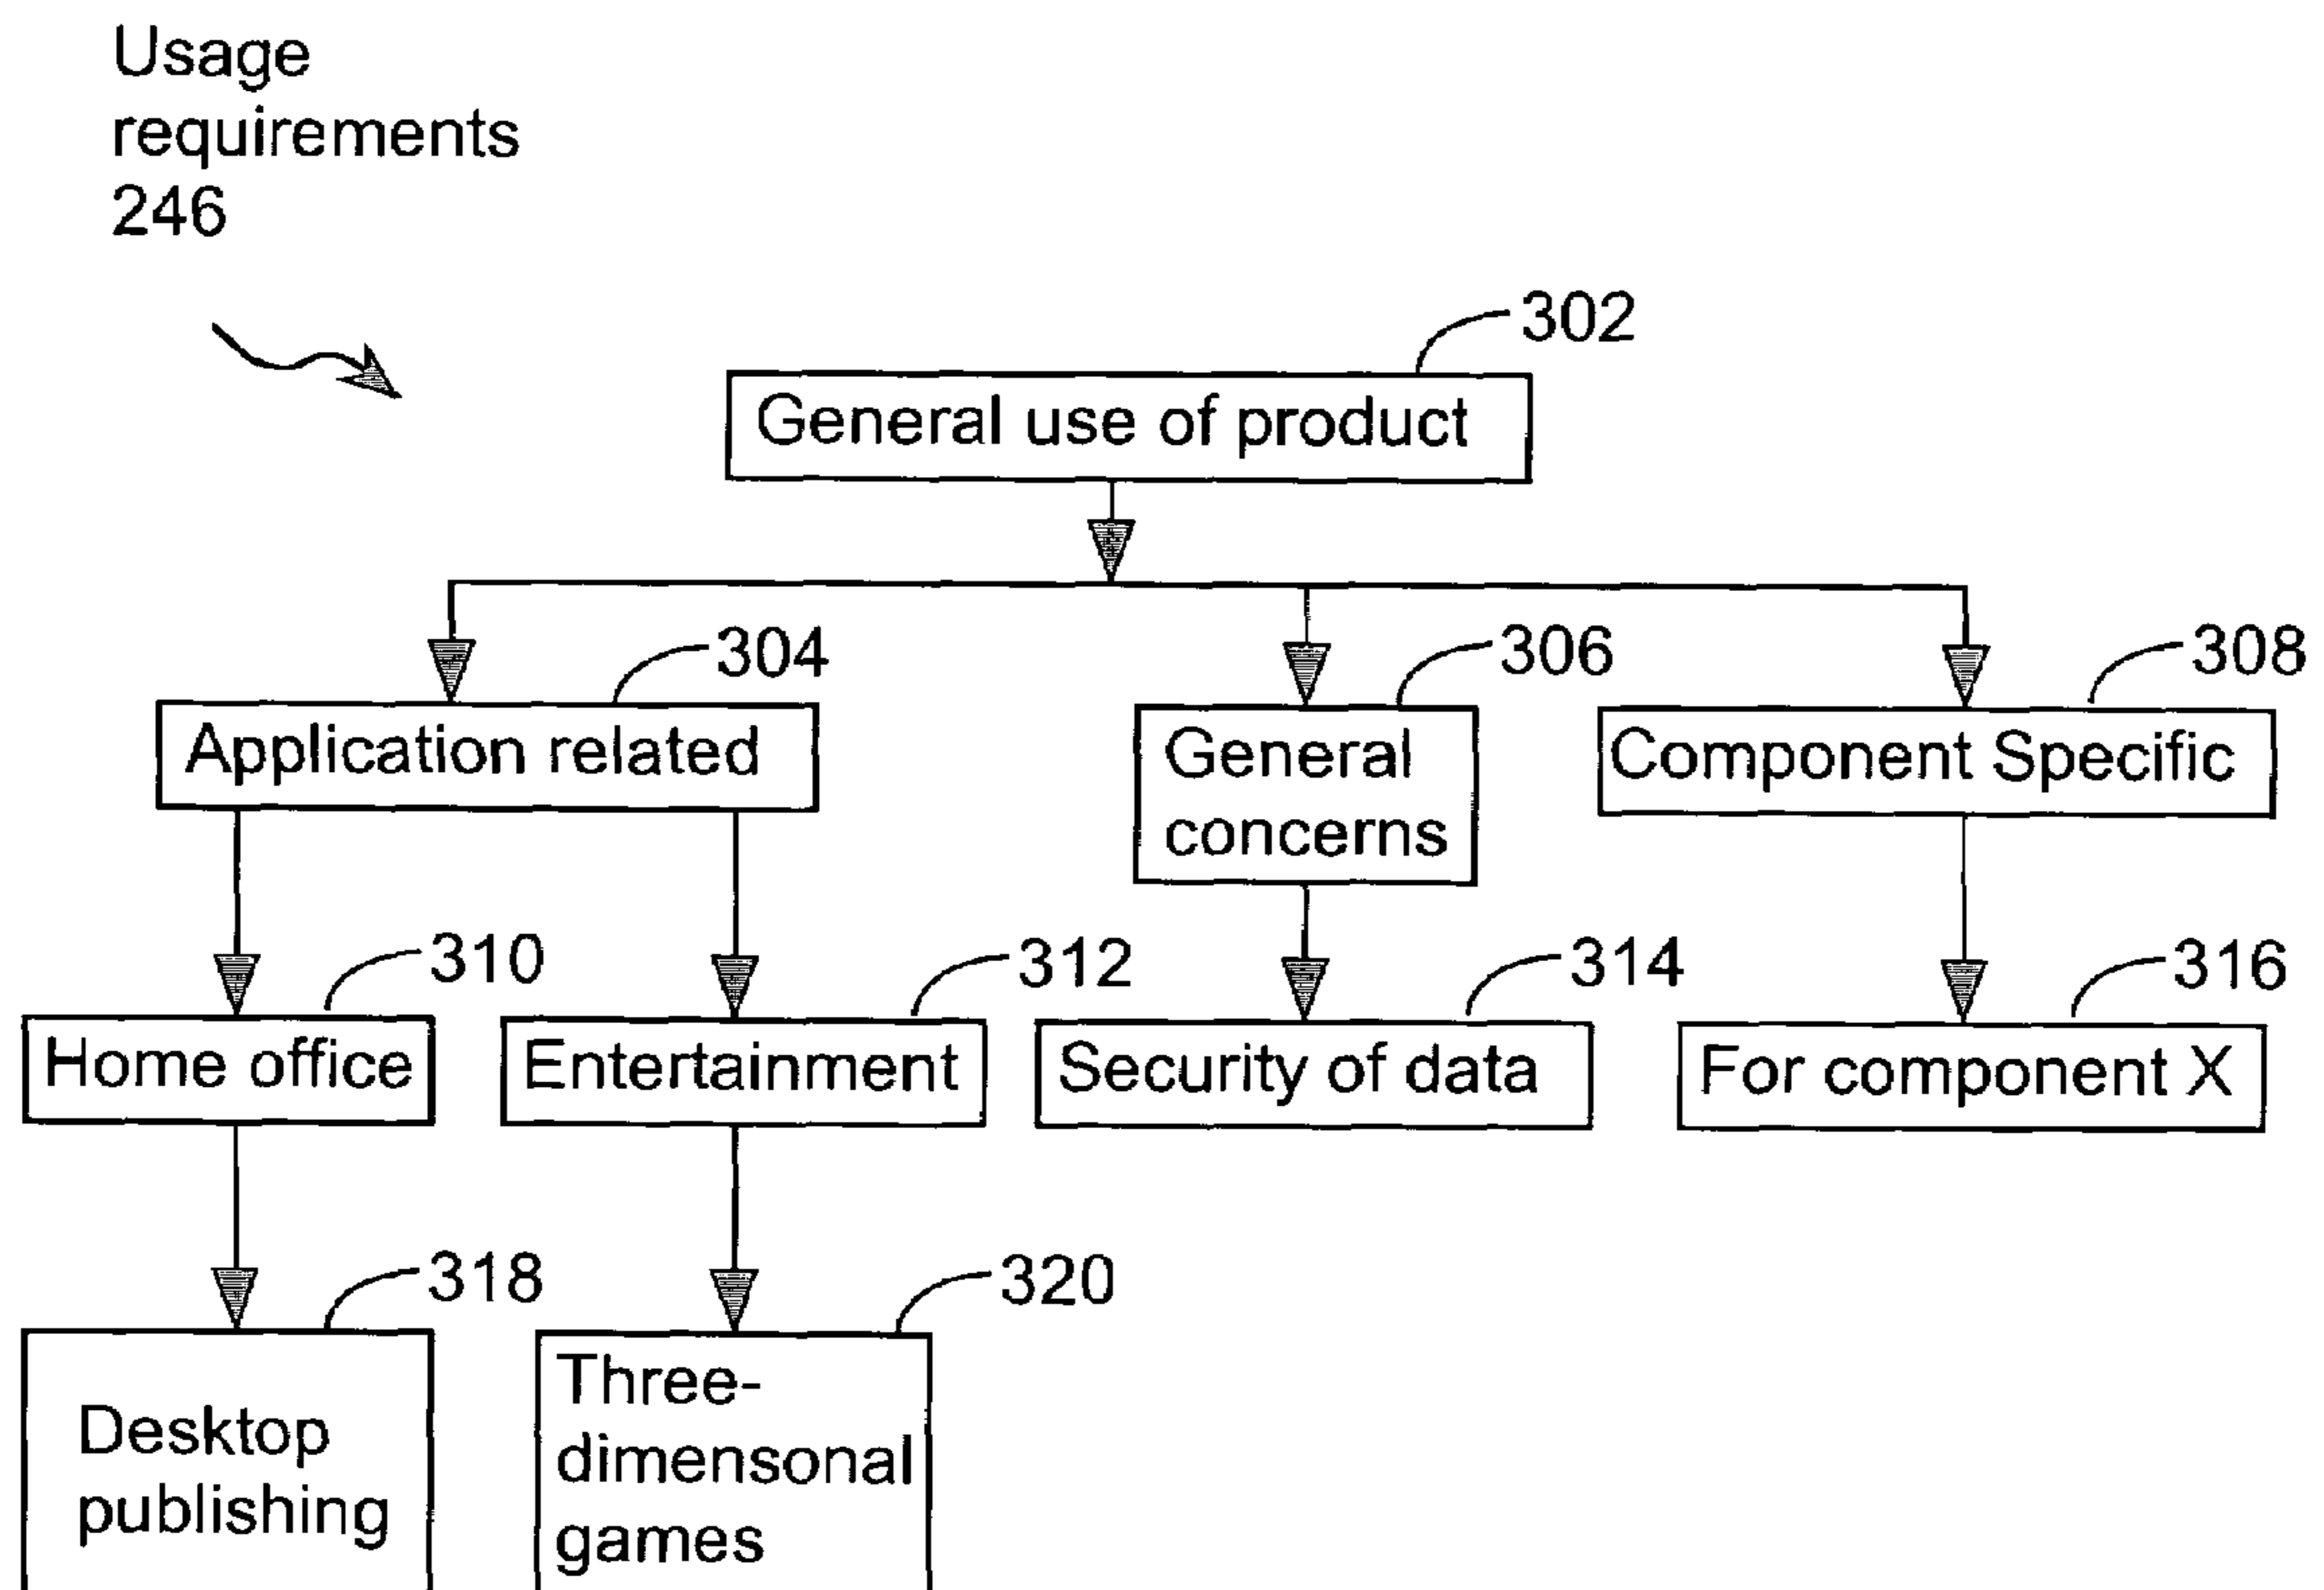 Usage
requirements
246
302
General use of product
304
306
308
Application related
General
concerns
Component Specific
310
312
314
316
Home office
Entertainment
Security of data
For component X
318
320
Desktop
publishing
Three-
dimensonal
games